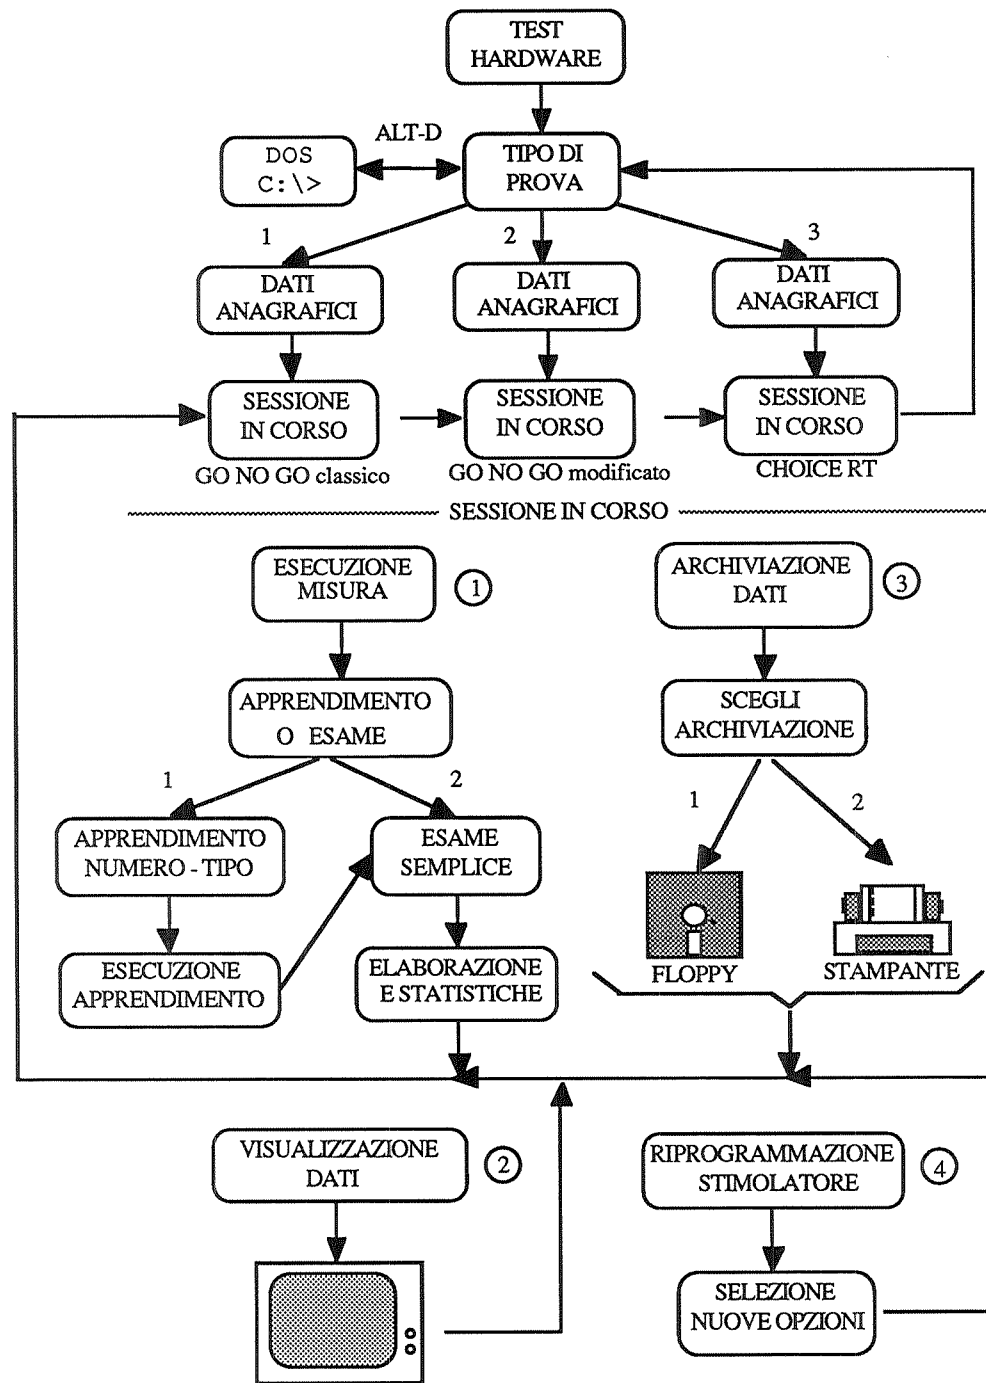 TEST
HARDWARE
ALT-D
DOS
C:\>
TIPO DI
PROVA
1
2
3
DATI
ANAGRAFICI
DATI
ANAGRAFICI
DATI
ANAGRAFICI
SESSIONE
IN CORSO
SESSIONE
IN CORSO
SESSIONE
IN CORSO
GO NO GO classico
GO NO GO modificato
CHOICE RT
SESSIONE IN CORSO
ESECUZIONE
MISURA
1
ARCHIVIAZIONE
DATI
3
APPRENDIMENTO
O ESAME
SCEGLI
ARCHIVIAZIONE
1
2
1
2
APPRENDIMENTO
NUMERO - TIPO
ESAME
SEMPLICE
ESECUZIONE
APPRENDIMENTO
ELABORAZIONE
E STATISTICHE
FLOPPY
STAMPANTE
VISUALIZZAZIONE
DATI
2
RIPROGRAMMAZIONE
STIMOLATORE
4
SELEZIONE
NUOVE OPZIONI